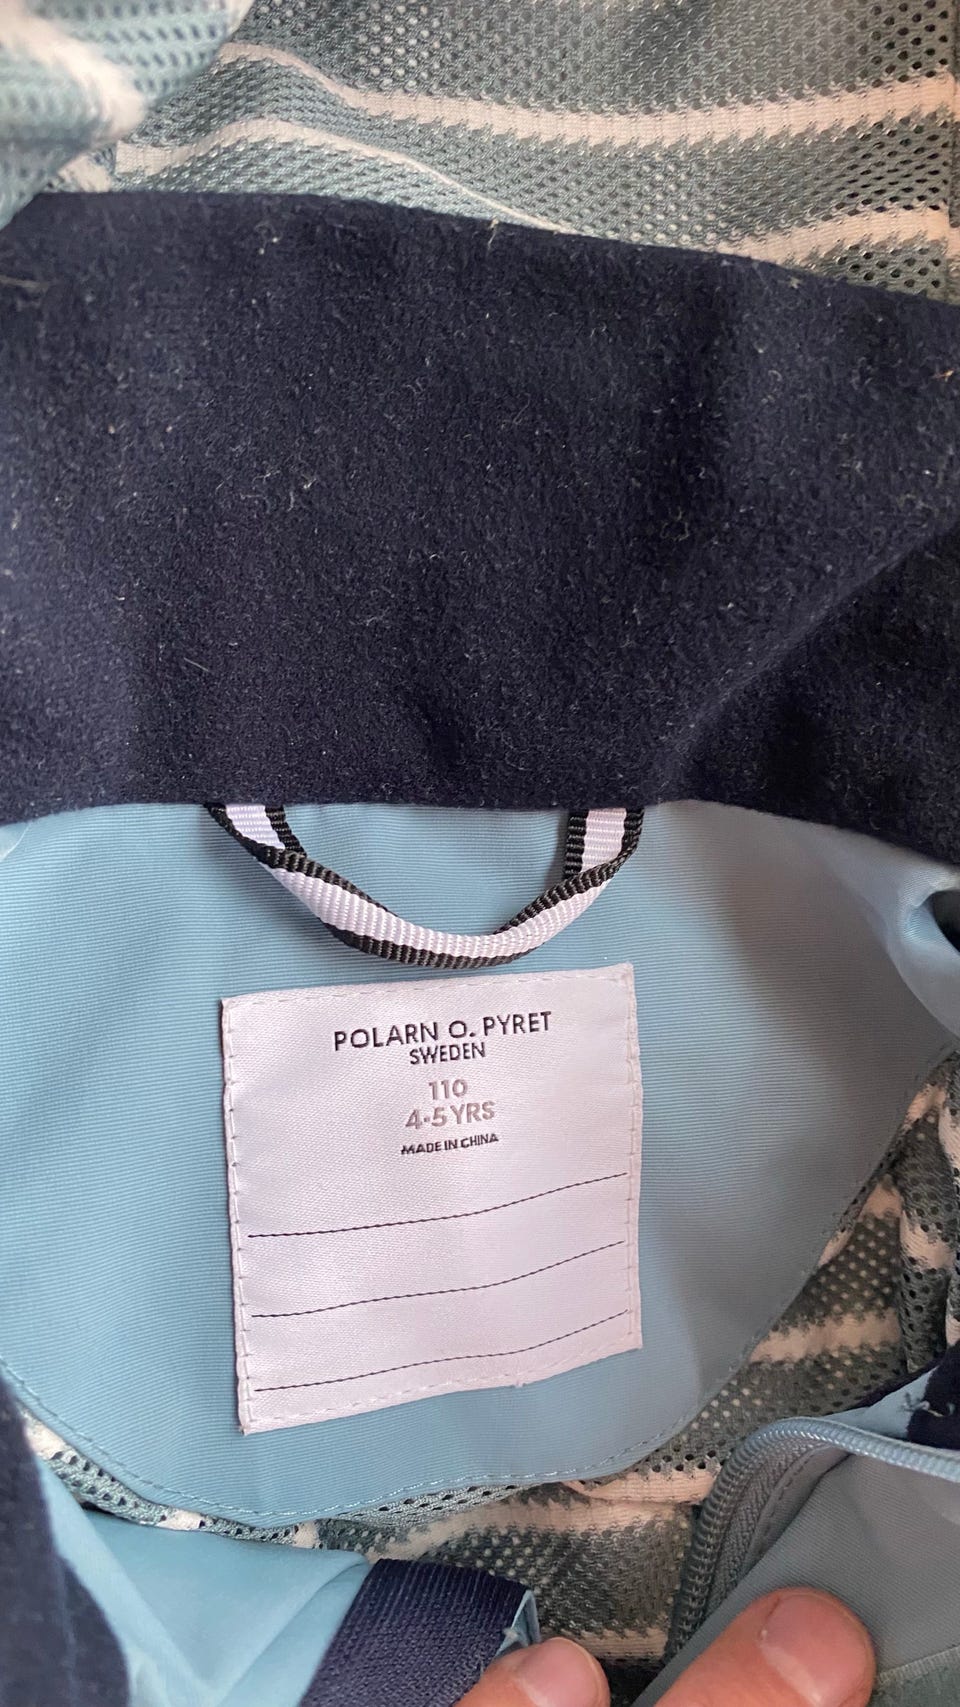 POLARN O. PYRET
SWEDEN
110
4-5 YRS
MADE IN CHINA